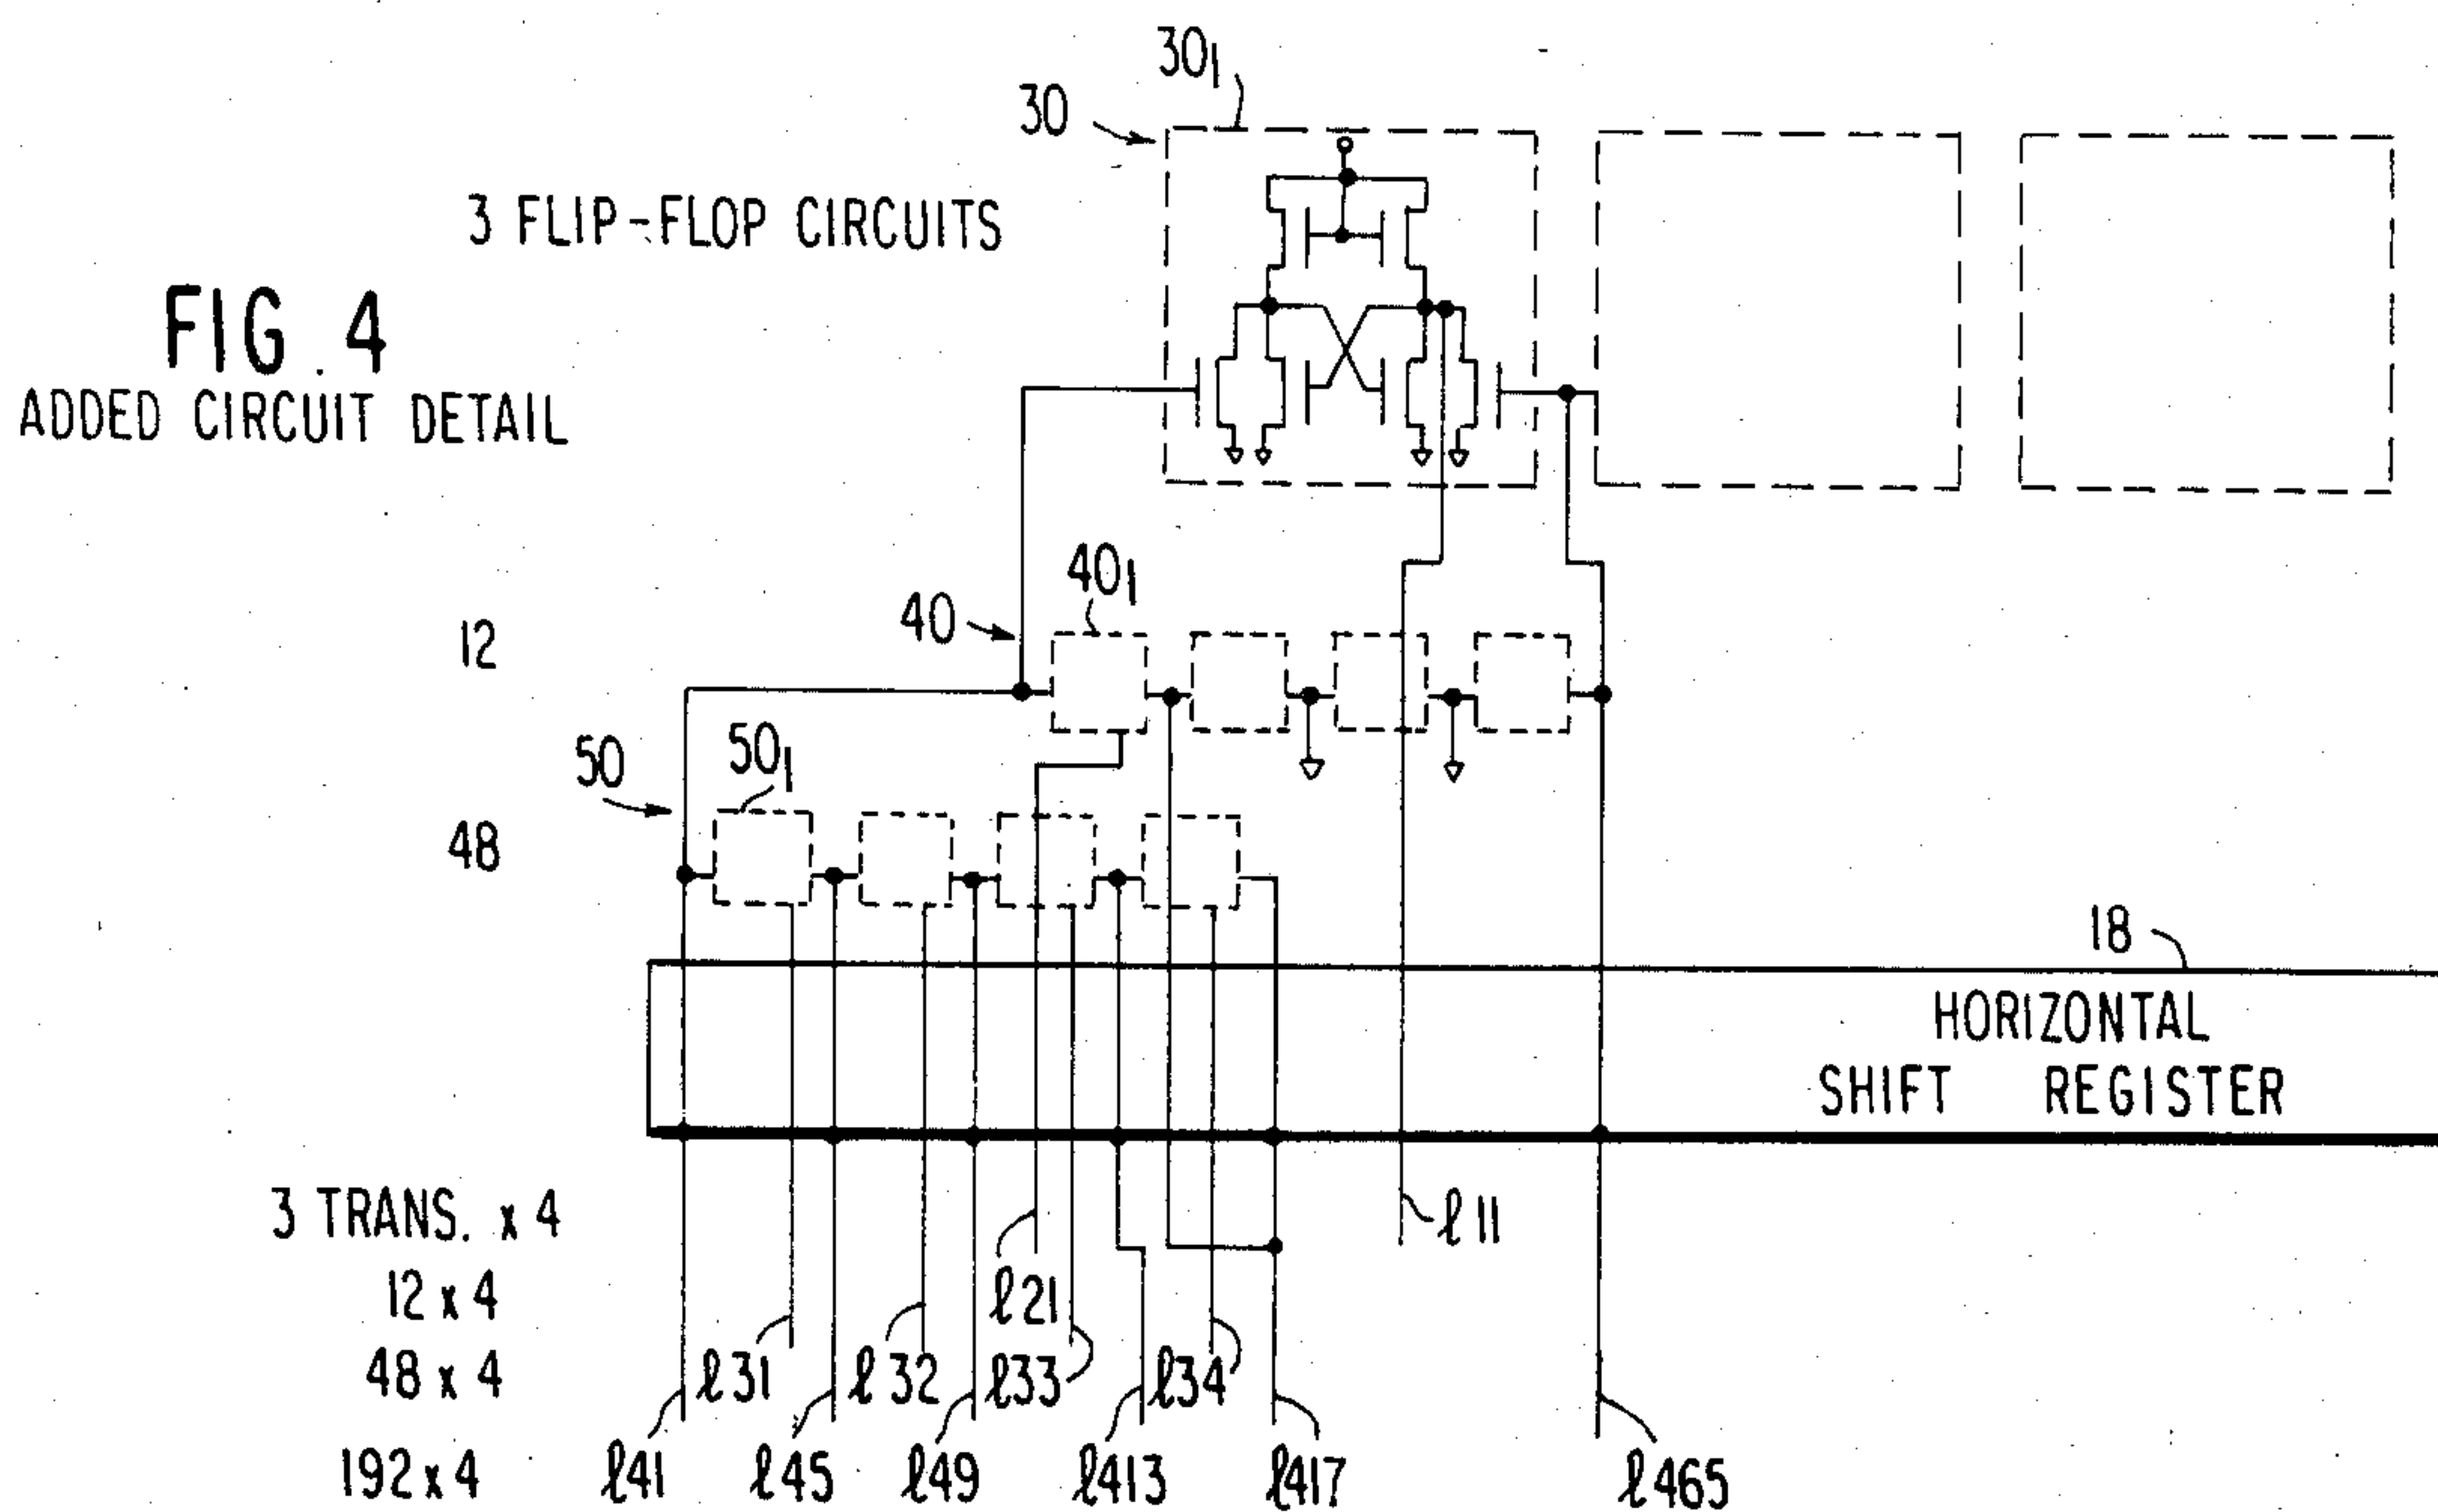 30₁
30
3 FLIP-FLOP CIRCUITS
FIG. 4
ADDED CIRCUIT DETAIL
40₁
40
12
50₁
50
48
18
HORIZONTAL
SHIFT REGISTER
3 TRANS. x 4
ℓ11
12 x 4
ℓ21
48 x 4
ℓ31
ℓ32
ℓ33
ℓ34
192 x 4
ℓ41
ℓ45
ℓ49
ℓ413
ℓ417
ℓ465